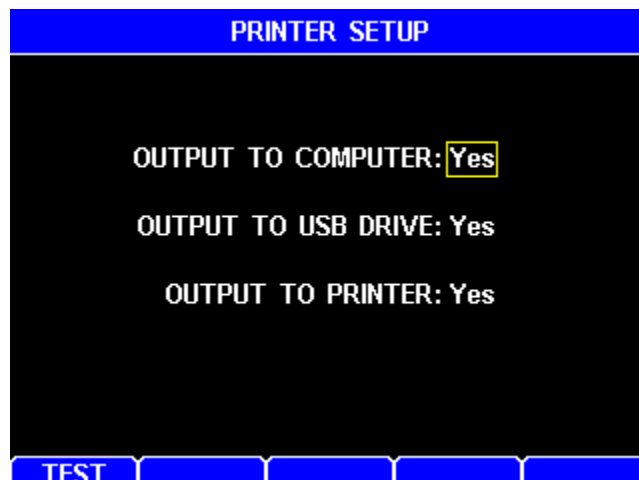 PRINTER SETUP
OUTPUT TO COMPUTER: Yes
OUTPUT TO USB DRIVE: Yes
OUTPUT TO PRINTER: Yes
TEST